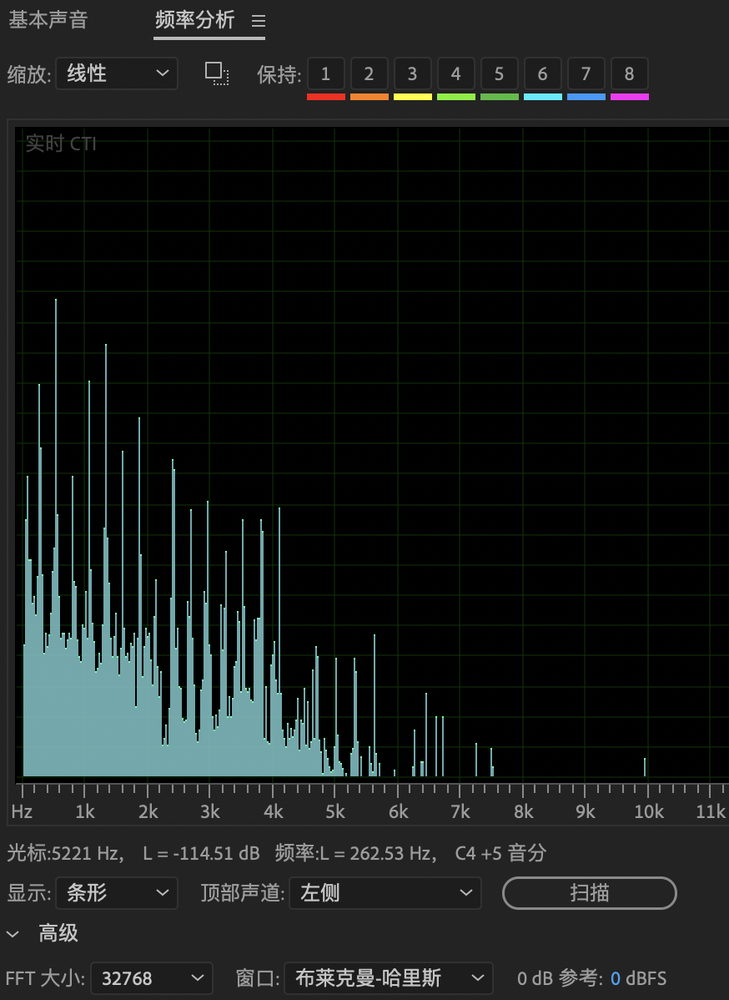 基本声音 频率分析
缩放: 线性 保持: 1 2 3 4 5 6 7 8
实时 CTI
Hz 1k 2k 3k 4k 5k 6k 7k 8k 9k 10k 11k
光标:5221 Hz, L = -114.51 dB 频率:L = 262.53 Hz, C4 +5 音分
显示: 条形 顶部声道: 左侧 扫描
高级
FFT 大小: 32768 窗口: 布莱克曼-哈里斯 0 dB 参考: 0 dBFS